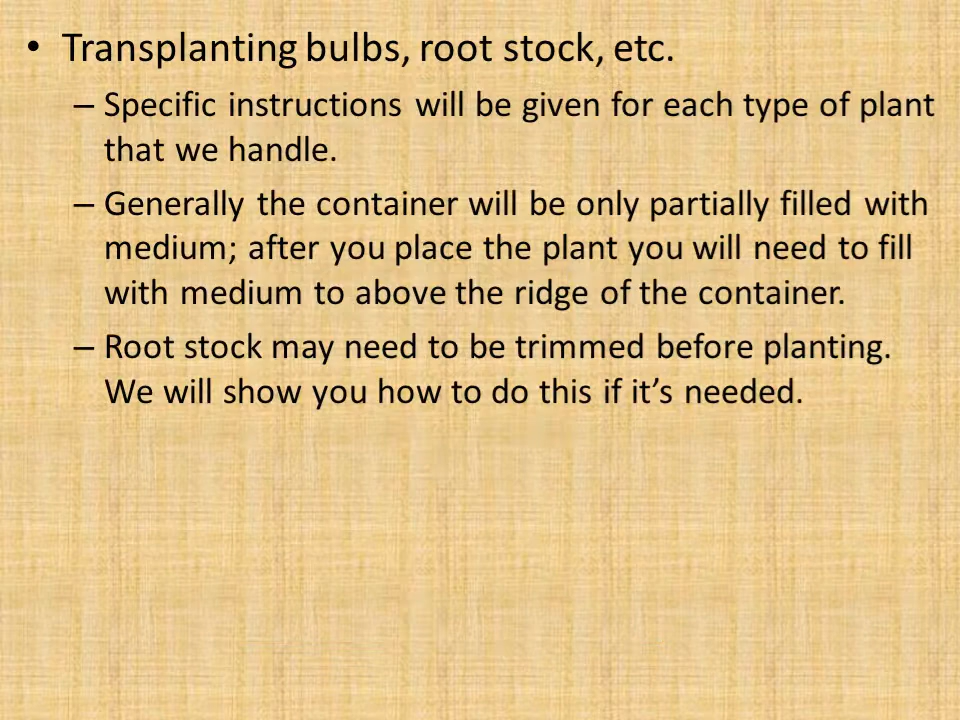 • Transplanting bulbs, root stock, etc.
– Specific instructions will be given for each type of plant
that we handle.
– Generally the container will be only partially filled with
medium; after you place the plant you will need to fill
with medium to above the ridge of the container.
– Root stock may need to be trimmed before planting.
We will show you how to do this if it’s needed.